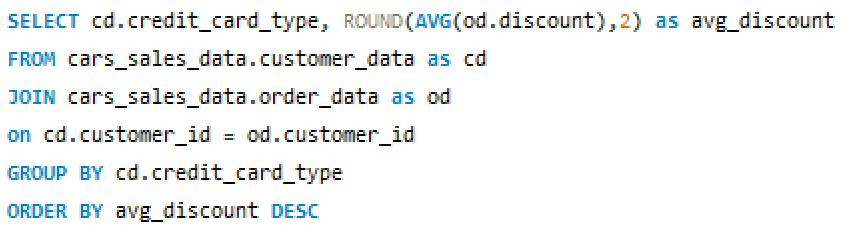 SELECT cd.credit_card_type, ROUND(AVG(od.discount),2) as avg_discount
FROM cars_sales_data.customer_data as cd
JOIN cars_sales_data.order_data as od
on cd.customer_id = od.customer_id
GROUP BY cd.credit_card_type
ORDER BY avg_discount DESC